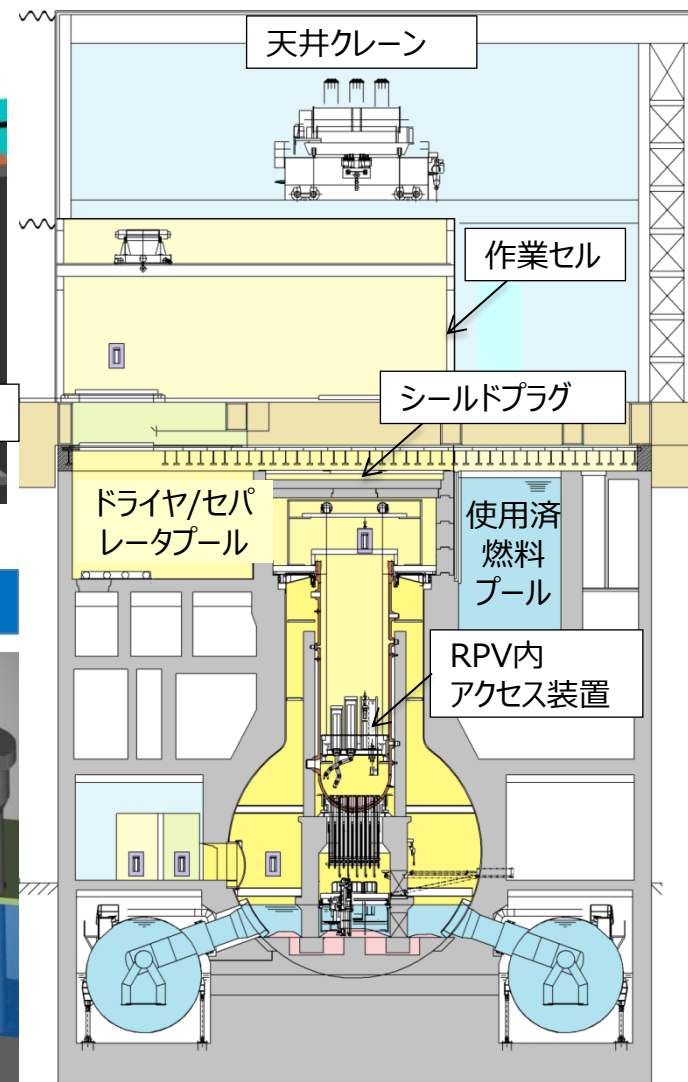 天井クレーン
作業セル
シールドプラグ
ドライヤ/セパ
レータプール
使用済
燃料
プール
RPV内
アクセス装置